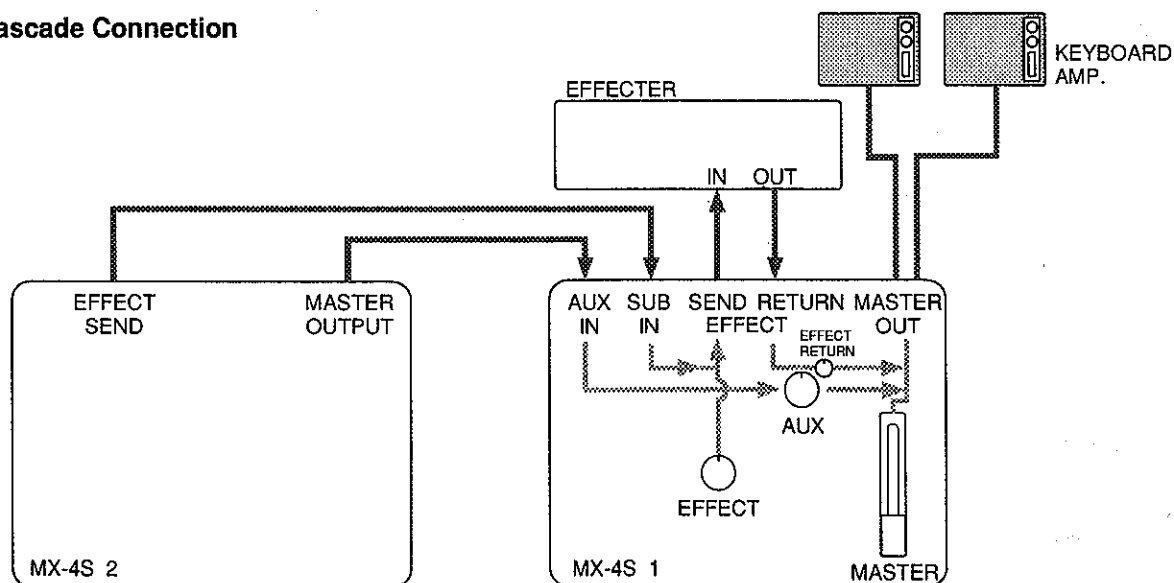 ascade Connection
KEYBOARD
AMP.
EFFECTER
IN OUT
EFFECT
SEND
MASTER
OUTPUT
AUX
IN
SUB
IN
SEND RETURN
EFFECT
MASTER
OUT
EFFECT
RETURN
AUX
EFFECT
MX-4S 2
MX-4S 1
MASTER